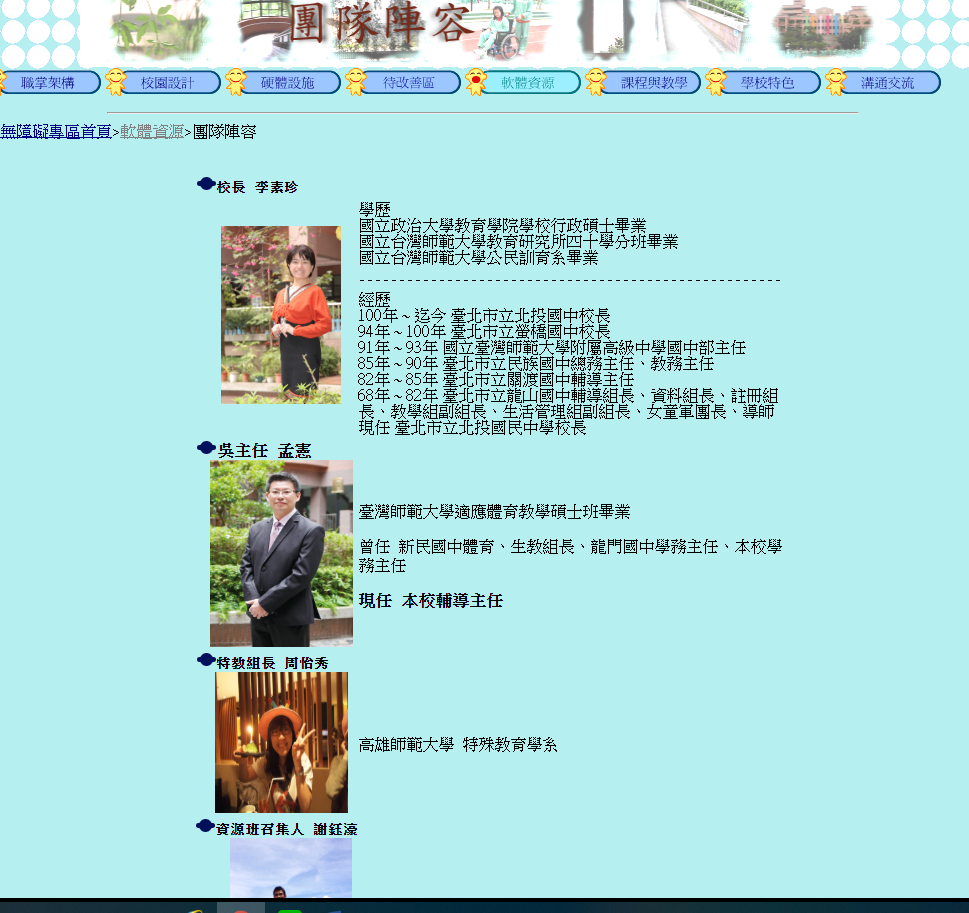 團隊陣容
職掌架構 校園設計 硬體設施 待改善區 軟體資源 課程與教學 學校特色 溝通交流
無障礙專區首頁>軟體資源>團隊陣容
校長 李素珍
學歷
國立政治大學教育學院學校行政碩士畢業
國立台灣師範大學教育研究所四十學分班畢業
國立台灣師範大學公民訓育系畢業
----------------------------------------------------
經歷
100年~迄今 臺北市立北投國中校長
94年~100年 臺北市立螢橋國中校長
91年~93年 國立臺灣師範大學附屬高級中學國中部主任
85年~90年 臺北市立民族國中總務主任、教務主任
82年~85年 臺北市立關渡國中輔導主任
68年~82年 臺北市立龍山國中輔導組長、資料組長、註冊組
長、教學組副組長、生活管理組副組長、女童軍團長、導師
現任 臺北市立北投國民中學校長
吳主任 孟憲
臺灣師範大學適應體育教學碩士班畢業
曾任 新民國中體育、生教組長、龍門國中學務主任、本校學
務主任
現任 本校輔導主任
特教組長 周怡秀
高雄師範大學 特殊教育學系
資源班召集人 謝鈺濠